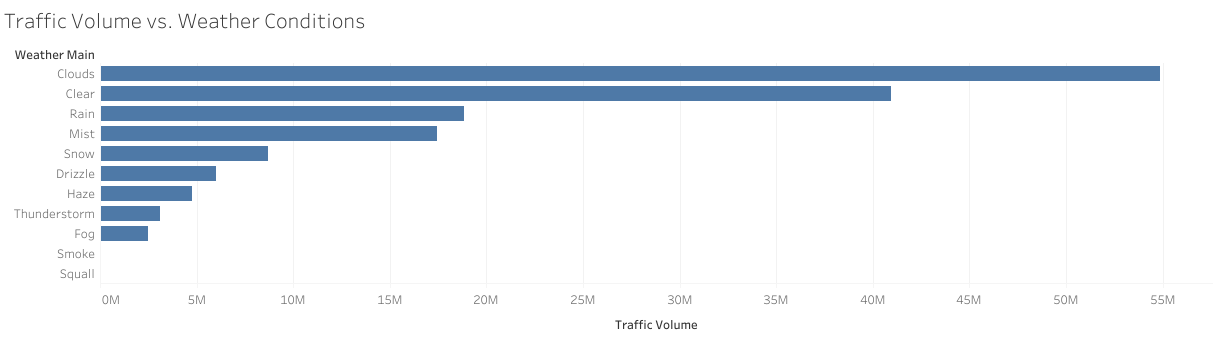 Traffic Volume vs. Weather Conditions
Weather Main
Clouds
Clear
Rain
Mist
Snow
Drizzle
Haze
Thunderstorm
Fog
Smoke
Squall
0M 5M 10M 15M 20M 25M 30M 35M 40M 45M 50M 55M
Traffic Volume